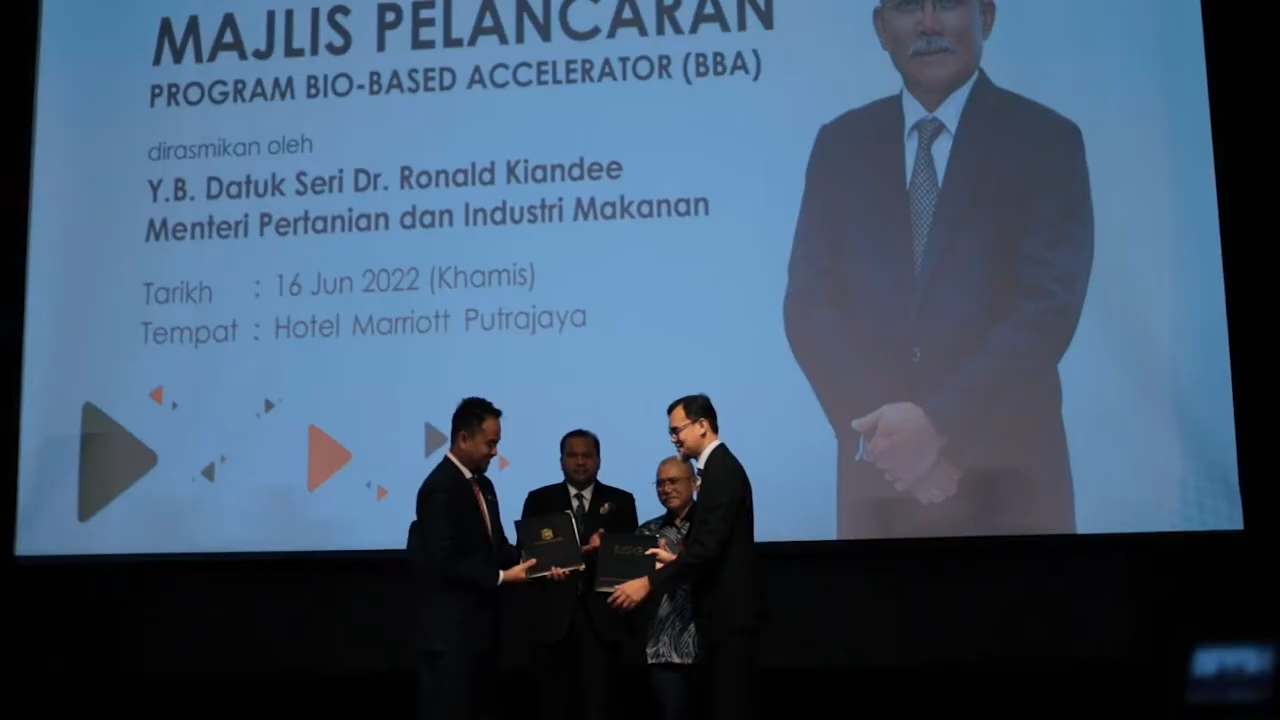 MAJLIS PELANCARAN
PROGRAM BIO-BASED ACCELERATOR (BBA)
dirasmikan oleh
Y.B. Datuk Seri Dr. Ronald Kiandee
Menteri Pertanian dan Industri Makanan
Tarikh : 16 Jun 2022 (Khamis)
Tempat : Hotel Marriott Putrajaya